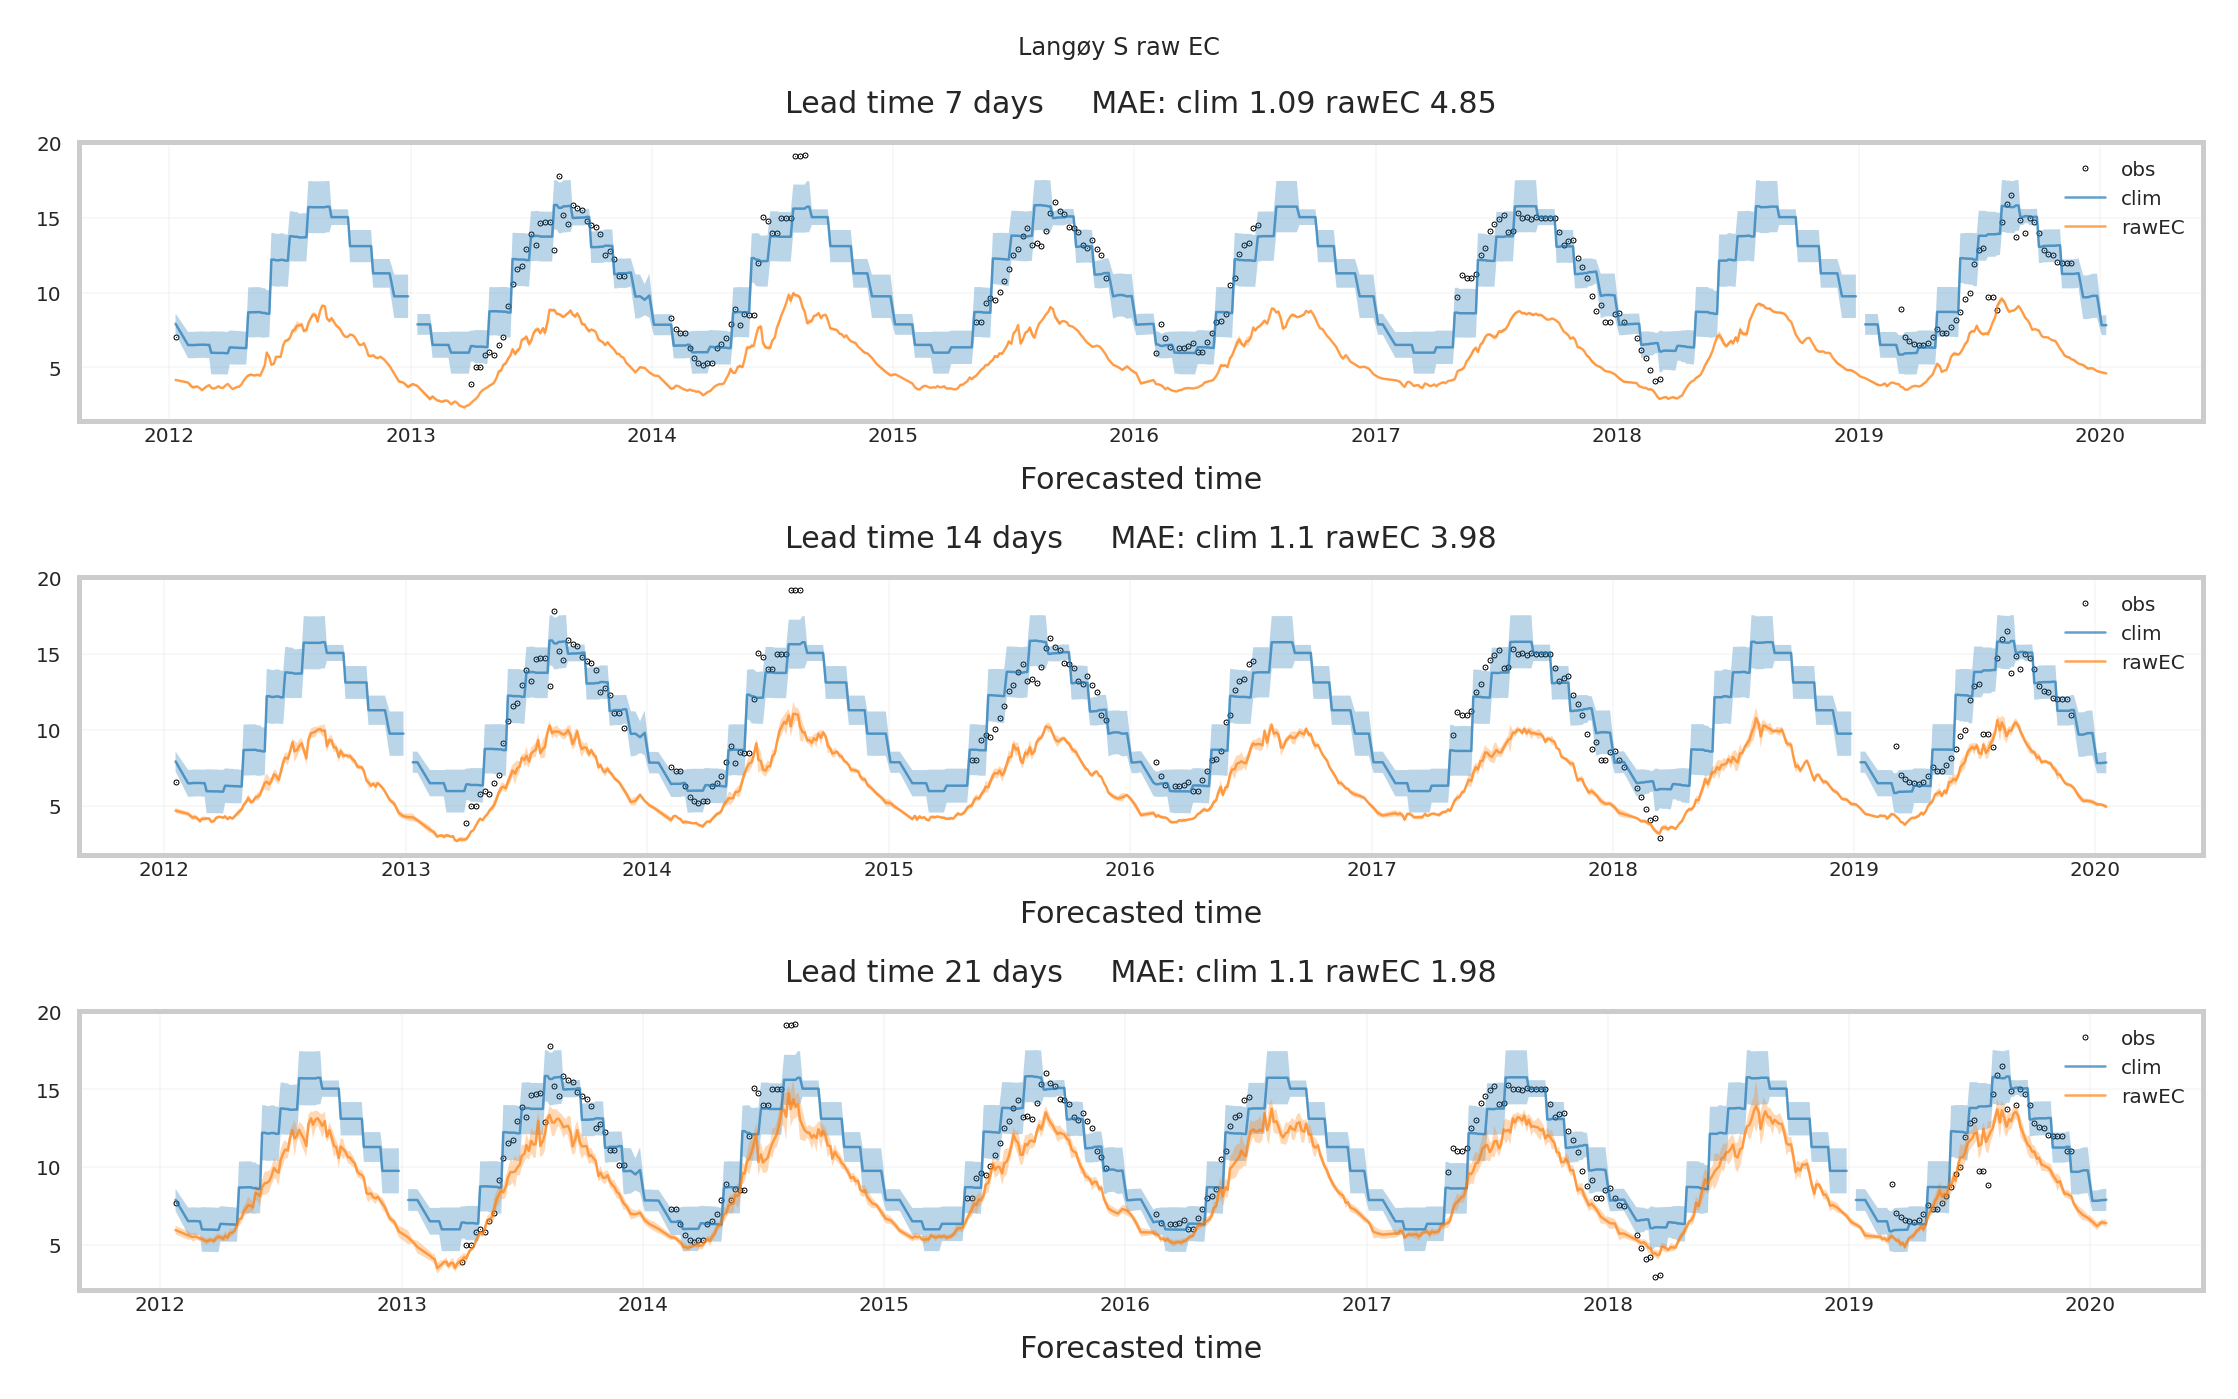 Langøy S raw EC
Lead time 7 days MAE: clim 1.09 rawEC 4.85
20
15
10
5
obs
clim
rawEC
2012 2013 2014 2015 2016 2017 2018 2019 2020
Forecasted time
Lead time 14 days MAE: clim 1.1 rawEC 3.98
20
15
10
5
obs
clim
rawEC
2012 2013 2014 2015 2016 2017 2018 2019 2020
Forecasted time
Lead time 21 days MAE: clim 1.1 rawEC 1.98
20
15
10
5
obs
clim
rawEC
2012 2013 2014 2015 2016 2017 2018 2019 2020
Forecasted time